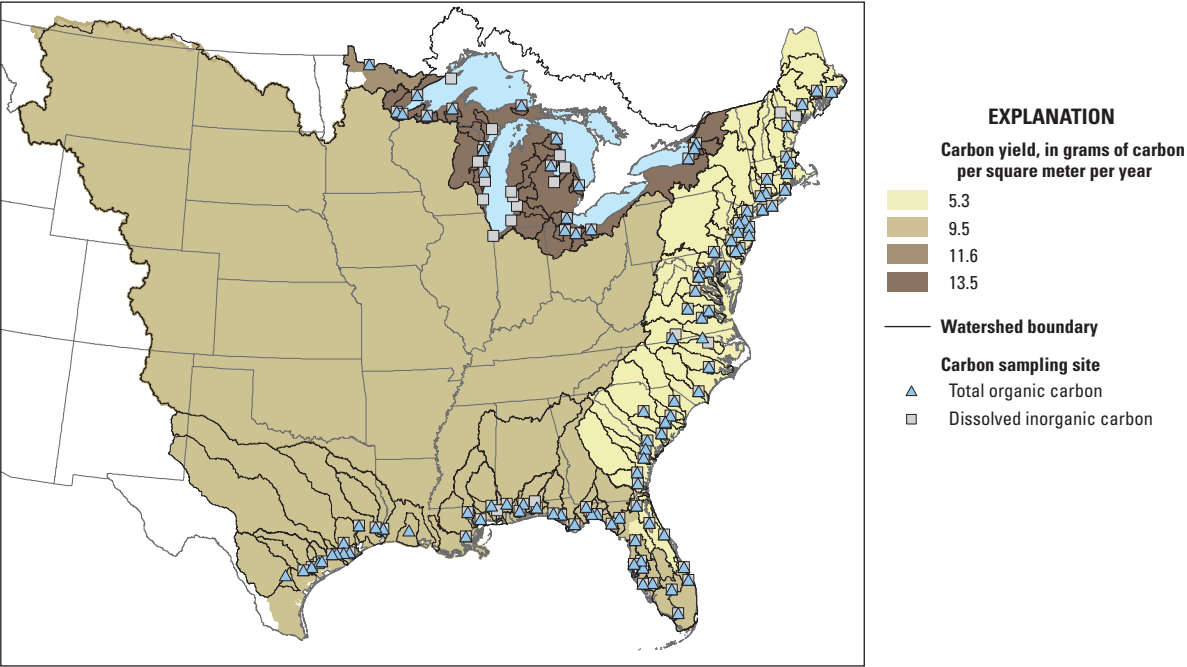 EXPLANATION
Carbon yield, in grams of carbon
per square meter per year
5.3
9.5
11.6
13.5
Watershed boundary
Carbon sampling site
Total organic carbon
Dissolved inorganic carbon